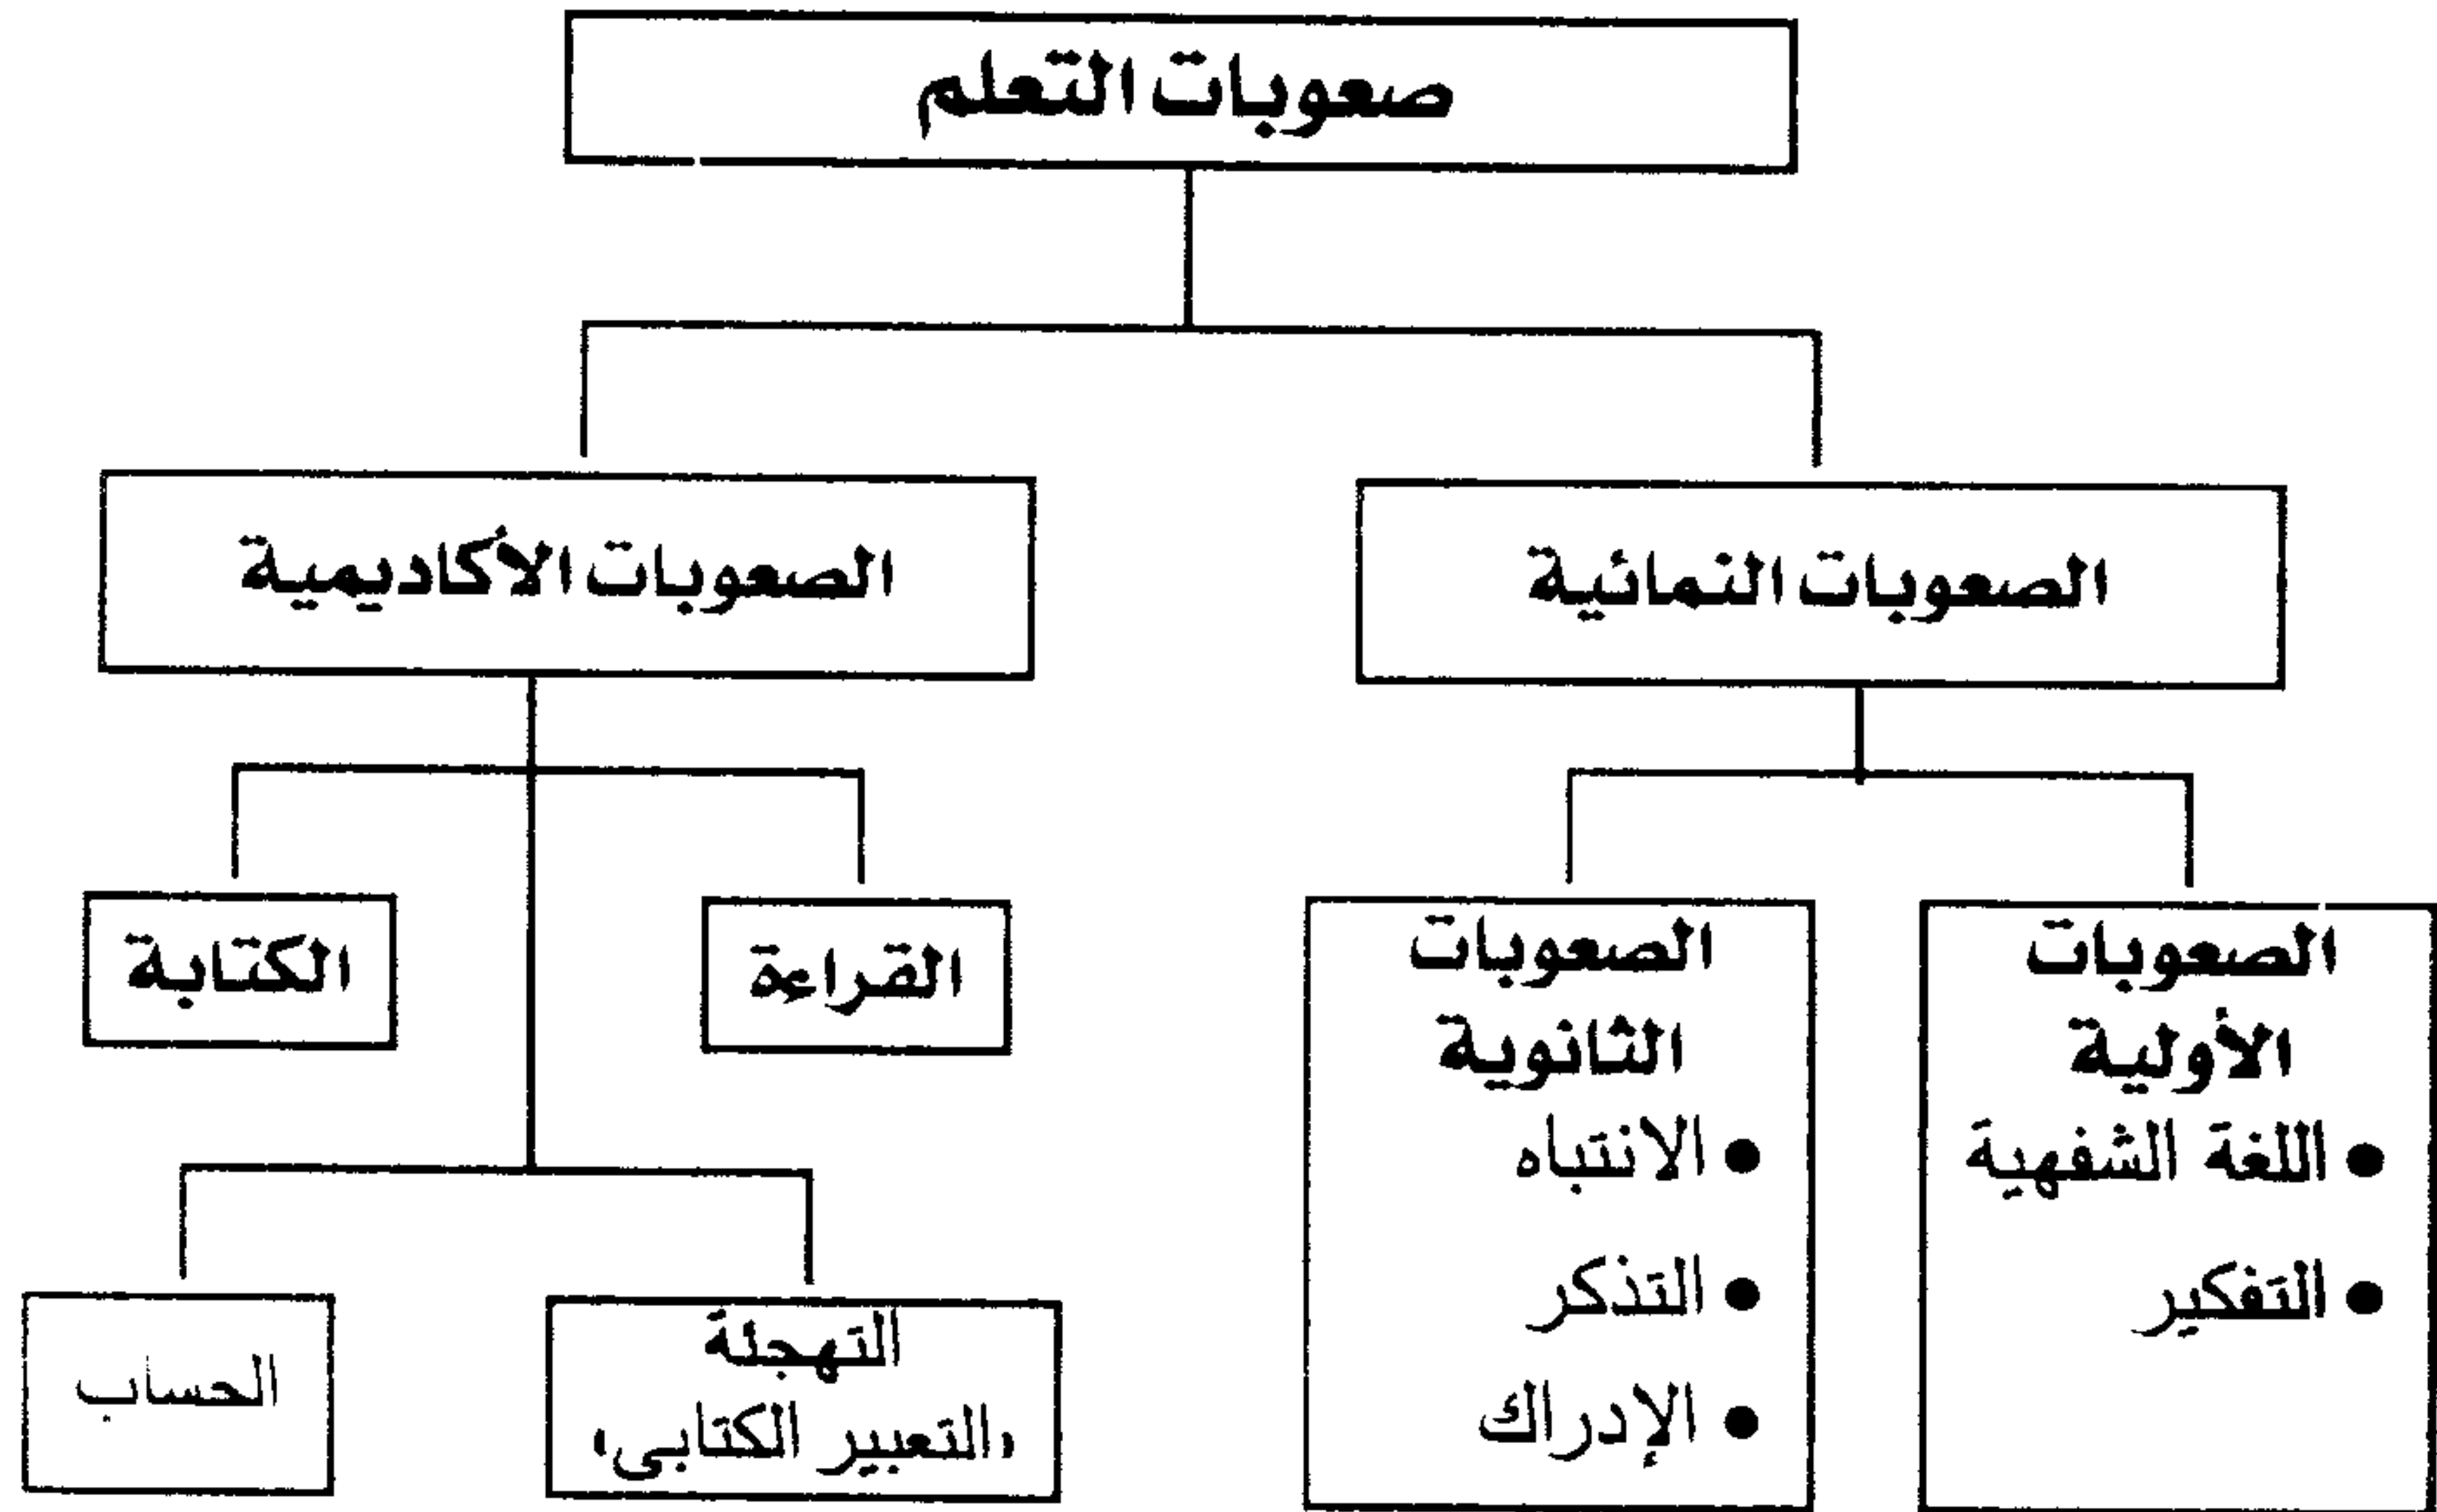 صعوبات التعلم
الصعوبات النمائية
الصعوبات الأكاديمية
الصعوبات
الأولية
• اللغة الشفهية
• التفكير
الصعوبات
الثانوية
• الانتباه
• التذكر
• الإدراك
القراءة
الكتابة
التهجئة
«التعبير الكتابى»
الحساب